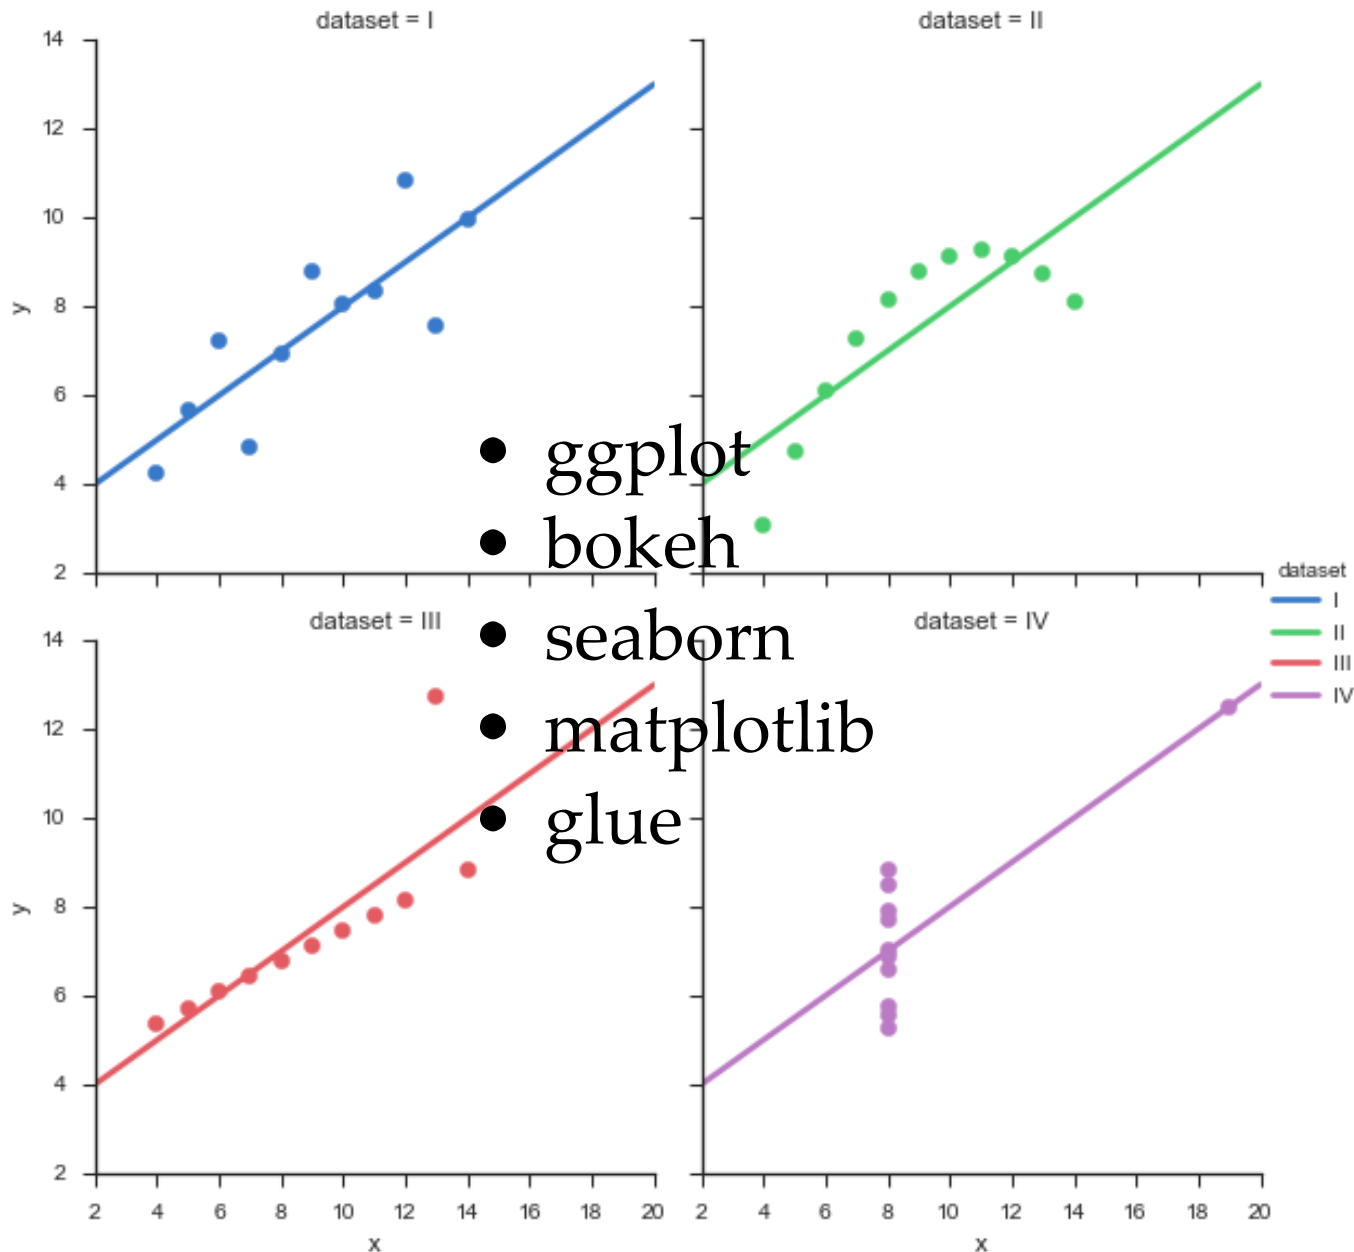 dataset = I
dataset = II
14
12
10
8
6
4
2
y
• ggplot
• bokeh
• seaborn
• matplotlib
• glue
dataset
I
II
III
IV
dataset = III
dataset = IV
14
12
10
8
6
4
2
y
2 4 6 8 10 12 14 16 18 20
2 4 6 8 10 12 14 16 18 20
x
x